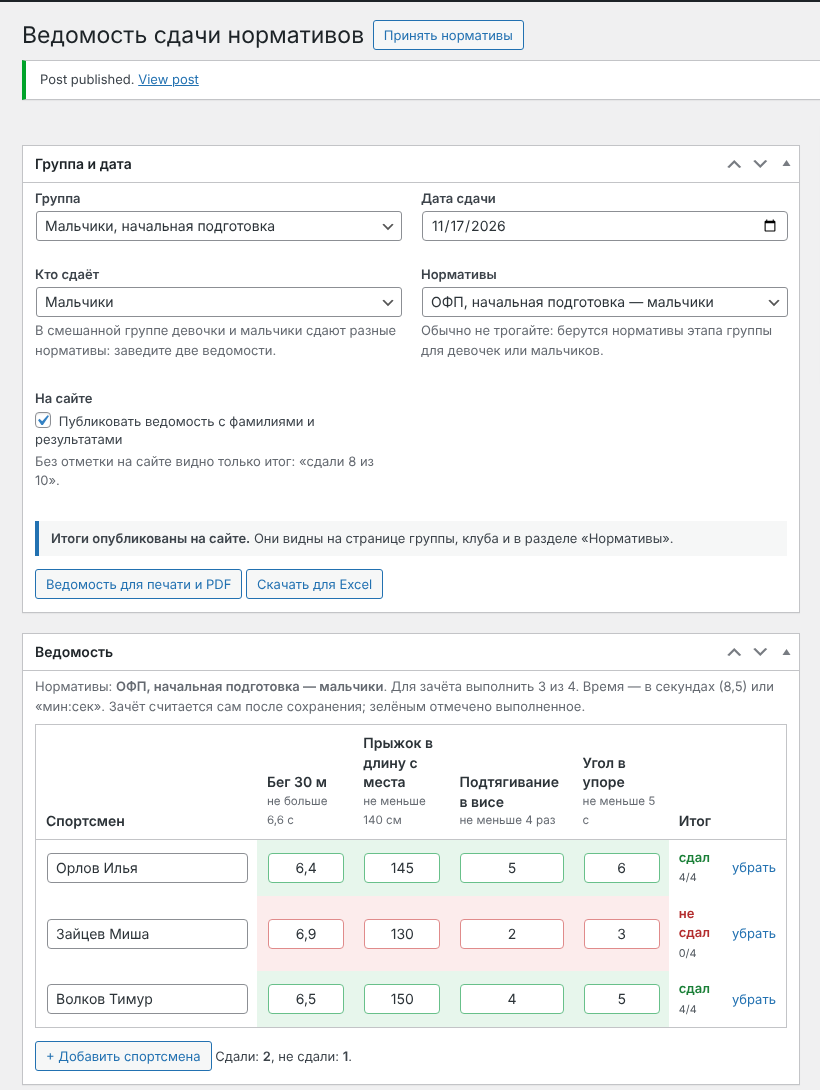 Ведомость сдачи нормативов Принять нормативы
Post published. View post
Группа и дата
Группа
Мальчики, начальная подготовка
Дата сдачи
11/17/2026
Кто сдаёт
Мальчики
В смешанной группе девочки и мальчики сдают разные
нормативы: заведите две ведомости.
Нормативы
ОФП, начальная подготовка — мальчики
Обычно не трогайте: берутся нормативы этапа группы
для девочек или мальчиков.
На сайте
Публиковать ведомость с фамилиями и
результатами
Без отметки на сайте видно только итог: «сдали 8 из
10».
Итоги опубликованы на сайте. Они видны на странице группы, клуба и в разделе «Нормативы».
Ведомость для печати и PDF Скачать для Excel
Ведомость
Нормативы: ОФП, начальная подготовка — мальчики. Для зачёта выполнить 3 из 4. Время — в секундах (8,5) или
«мин:сек». Зачёт считается сам после сохранения; зелёным отмечено выполненное.
Спортсмен
Бег 30 м
не больше
6,6 с
Прыжок в
длину с
места
не меньше
140 см
Подтягивание
в висе
не меньше 4 раз
Угол в
упоре
не меньше 5
с
Итог
Орлов Илья 6,4 145 5 6 сдал убрать
4/4
Зайцев Миша 6,9 130 2 3 не убрать
сдал
0/4
Волков Тимур 6,5 150 4 5 сдал убрать
4/4
+ Добавить спортсмена Сдали: 2, не сдали: 1.